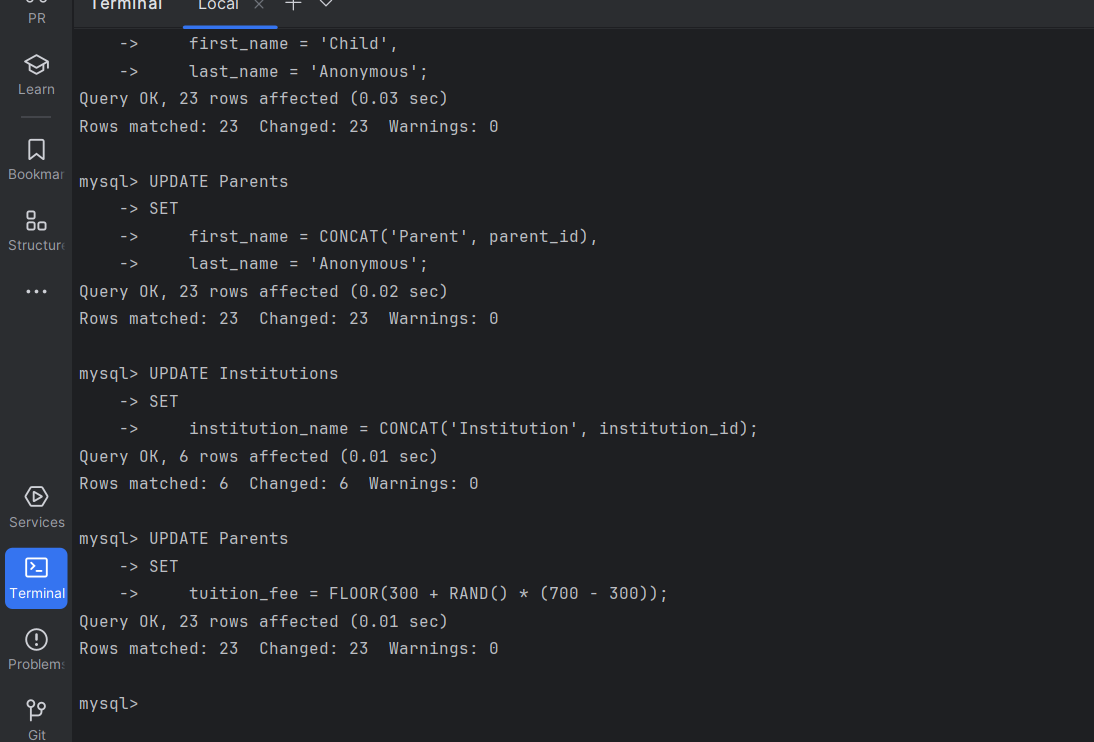 PR
Learn
Bookmar
Structure
Services
Terminal
Problems
Git
Terminal Local
-> first_name = 'Child',
-> last_name = 'Anonymous';
Query OK, 23 rows affected (0.03 sec)
Rows matched: 23 Changed: 23 Warnings: 0
mysql> UPDATE Parents
-> SET
-> first_name = CONCAT('Parent', parent_id),
-> last_name = 'Anonymous';
Query OK, 23 rows affected (0.02 sec)
Rows matched: 23 Changed: 23 Warnings: 0
mysql> UPDATE Institutions
-> SET
-> institution_name = CONCAT('Institution', institution_id);
Query OK, 6 rows affected (0.01 sec)
Rows matched: 6 Changed: 6 Warnings: 0
mysql> UPDATE Parents
-> SET
-> tuition_fee = FLOOR(300 + RAND() * (700 - 300));
Query OK, 23 rows affected (0.01 sec)
Rows matched: 23 Changed: 23 Warnings: 0
mysql>